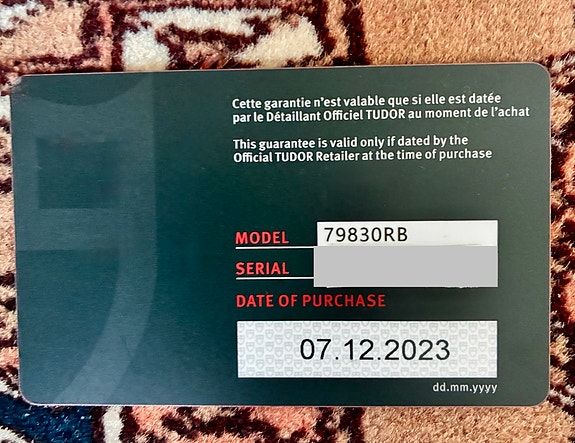 Cette garantie n'est valable que si elle est datée
par le Détaillant Officiel TUDOR au moment de l'achat
This guarantee is valid only if dated by the
Official TUDOR Retailer at the time of purchase
MODEL 79830RB
SERIAL
DATE OF PURCHASE
07.12.2023
dd.mm.yyyy